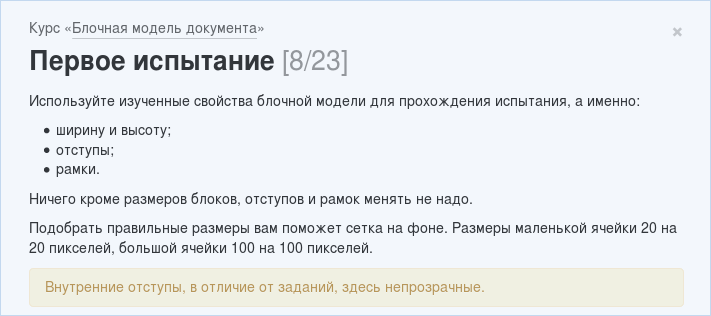 Курс «Блочная модель документа»
×
Первое испытание [8/23]
Используйте изученные свойства блочной модели для прохождения испытания, а именно:
• ширину и высоту;
• отступы;
• рамки.
Ничего кроме размеров блоков, отступов и рамок менять не надо.
Подобрать правильные размеры вам поможет сетка на фоне. Размеры маленькой ячейки 20 на
20 пикселей, большой ячейки 100 на 100 пикселей.
Внутренние отступы, в отличие от заданий, здесь непрозрачные.